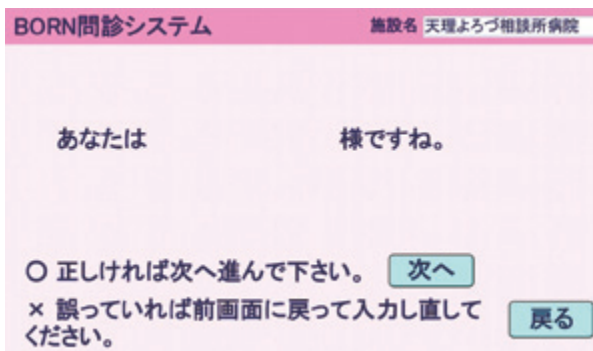 BORN問診システム 施設名 天理よろづ相談所病院
あなたは 様ですね。
○ 正しければ次へ進んで下さい。 次へ
× 誤っていれば前画面に戻って入力し直して
ください。 戻る